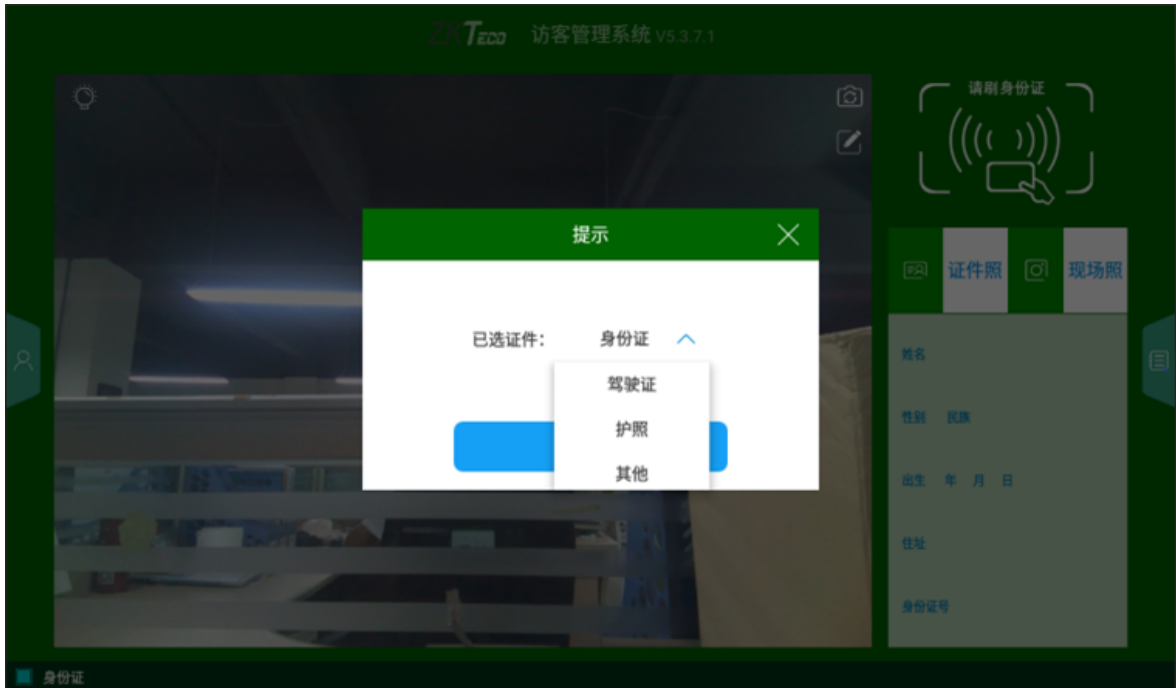 ZKTeco 访客管理系统 V5.3.7.1
请刷身份证
提示
证件照 现场照
已选证件： 身份证
驾驶证
护照
其他
姓名
性别 民族
出生 年 月 日
住址
身份证号
身份证